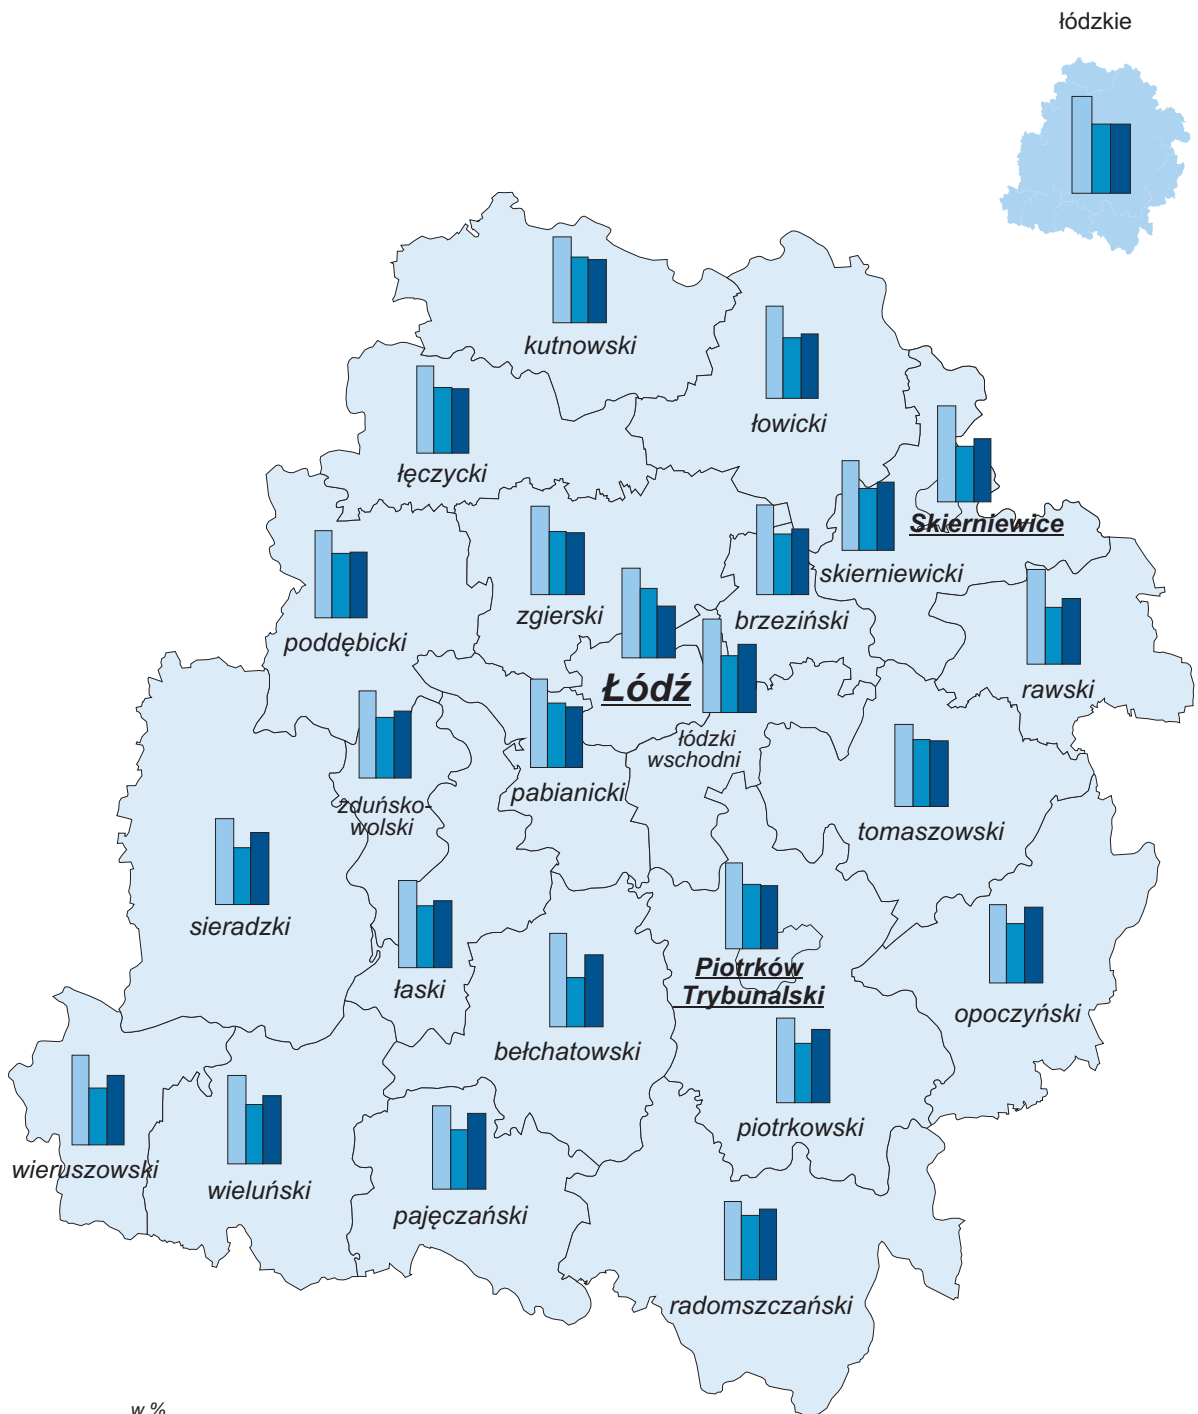 łódzkie
kutnowski
łowicki
łęczycki
Skierniewice
skierniewicki
zgierski
brzeziński
poddębicki
Łódź
rawski
łódzki
wschodni
pabianicki
zduńsko-
wolski
tomaszowski
sieradzki
Piotrków
Trybunalski
łaski
opoczyński
bełchatowski
piotrkowski
wieruszowski
wieluński
pajęczański
radomszczański
w %